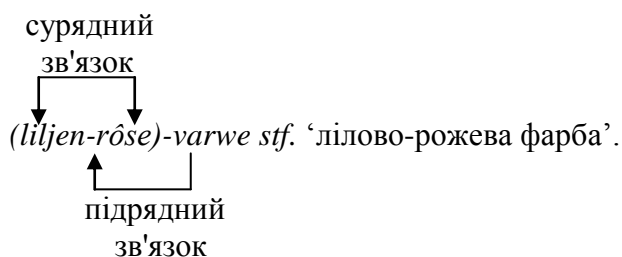 сурядний
зв'язок
(liljen-rôse)-varwe stf. ‘лілово-рожева фарба’.
підрядний
зв'язок